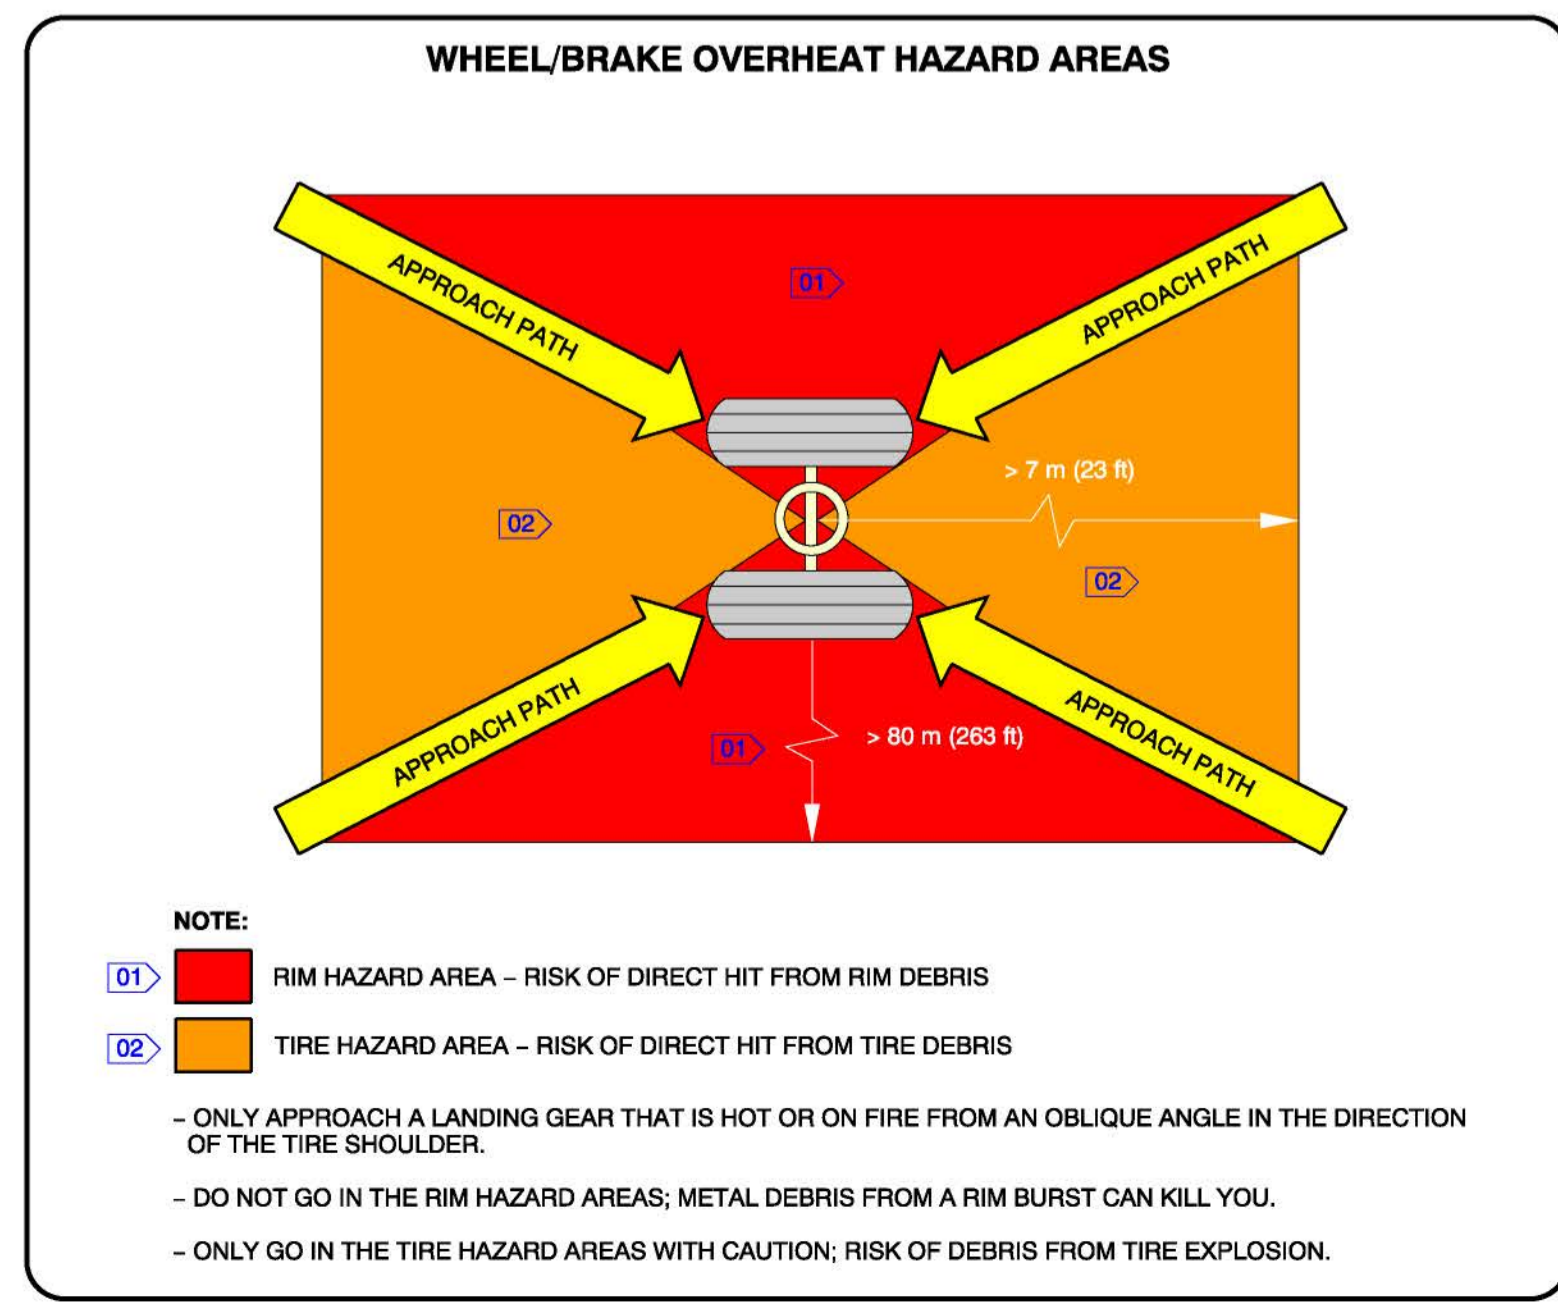 WHEEL/BRAKE OVERHEAT HAZARD AREAS
APPROACH PATH
01
APPROACH PATH
> 7 m (23 ft)
02
02
APPROACH PATH
01
> 80 m (263 ft)
APPROACH PATH
NOTE:
01 RIM HAZARD AREA – RISK OF DIRECT HIT FROM RIM DEBRIS
02 TIRE HAZARD AREA – RISK OF DIRECT HIT FROM TIRE DEBRIS
– ONLY APPROACH A LANDING GEAR THAT IS HOT OR ON FIRE FROM AN OBLIQUE ANGLE IN THE DIRECTION
OF THE TIRE SHOULDER.
– DO NOT GO IN THE RIM HAZARD AREAS; METAL DEBRIS FROM A RIM BURST CAN KILL YOU.
– ONLY GO IN THE TIRE HAZARD AREAS WITH CAUTION; RISK OF DEBRIS FROM TIRE EXPLOSION.